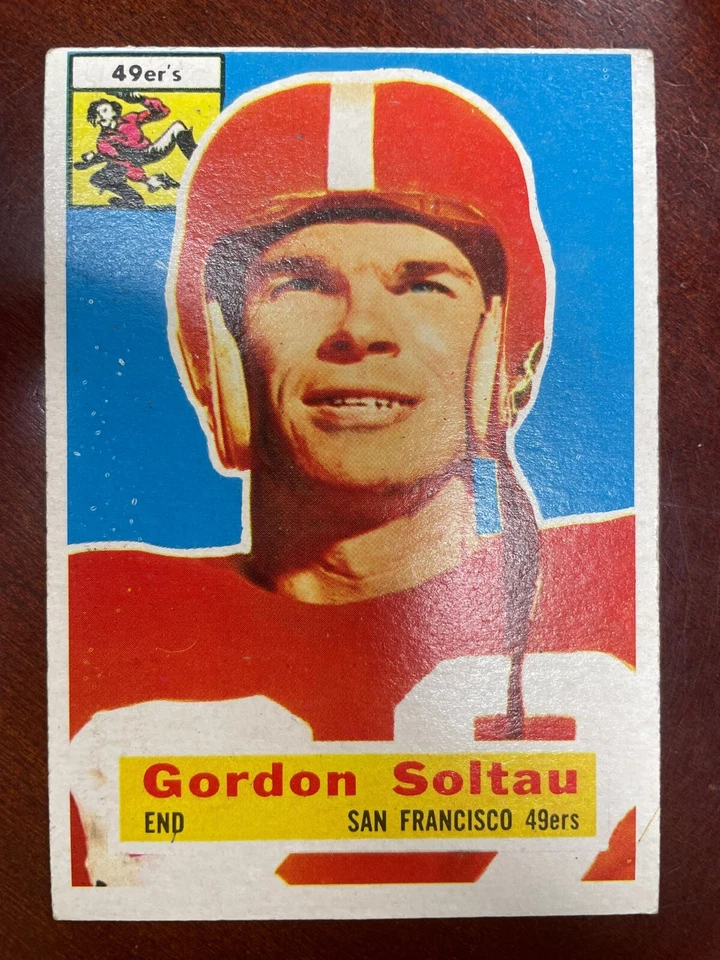 49er's
Gordon Soltau
END SAN FRANCISCO 49ers